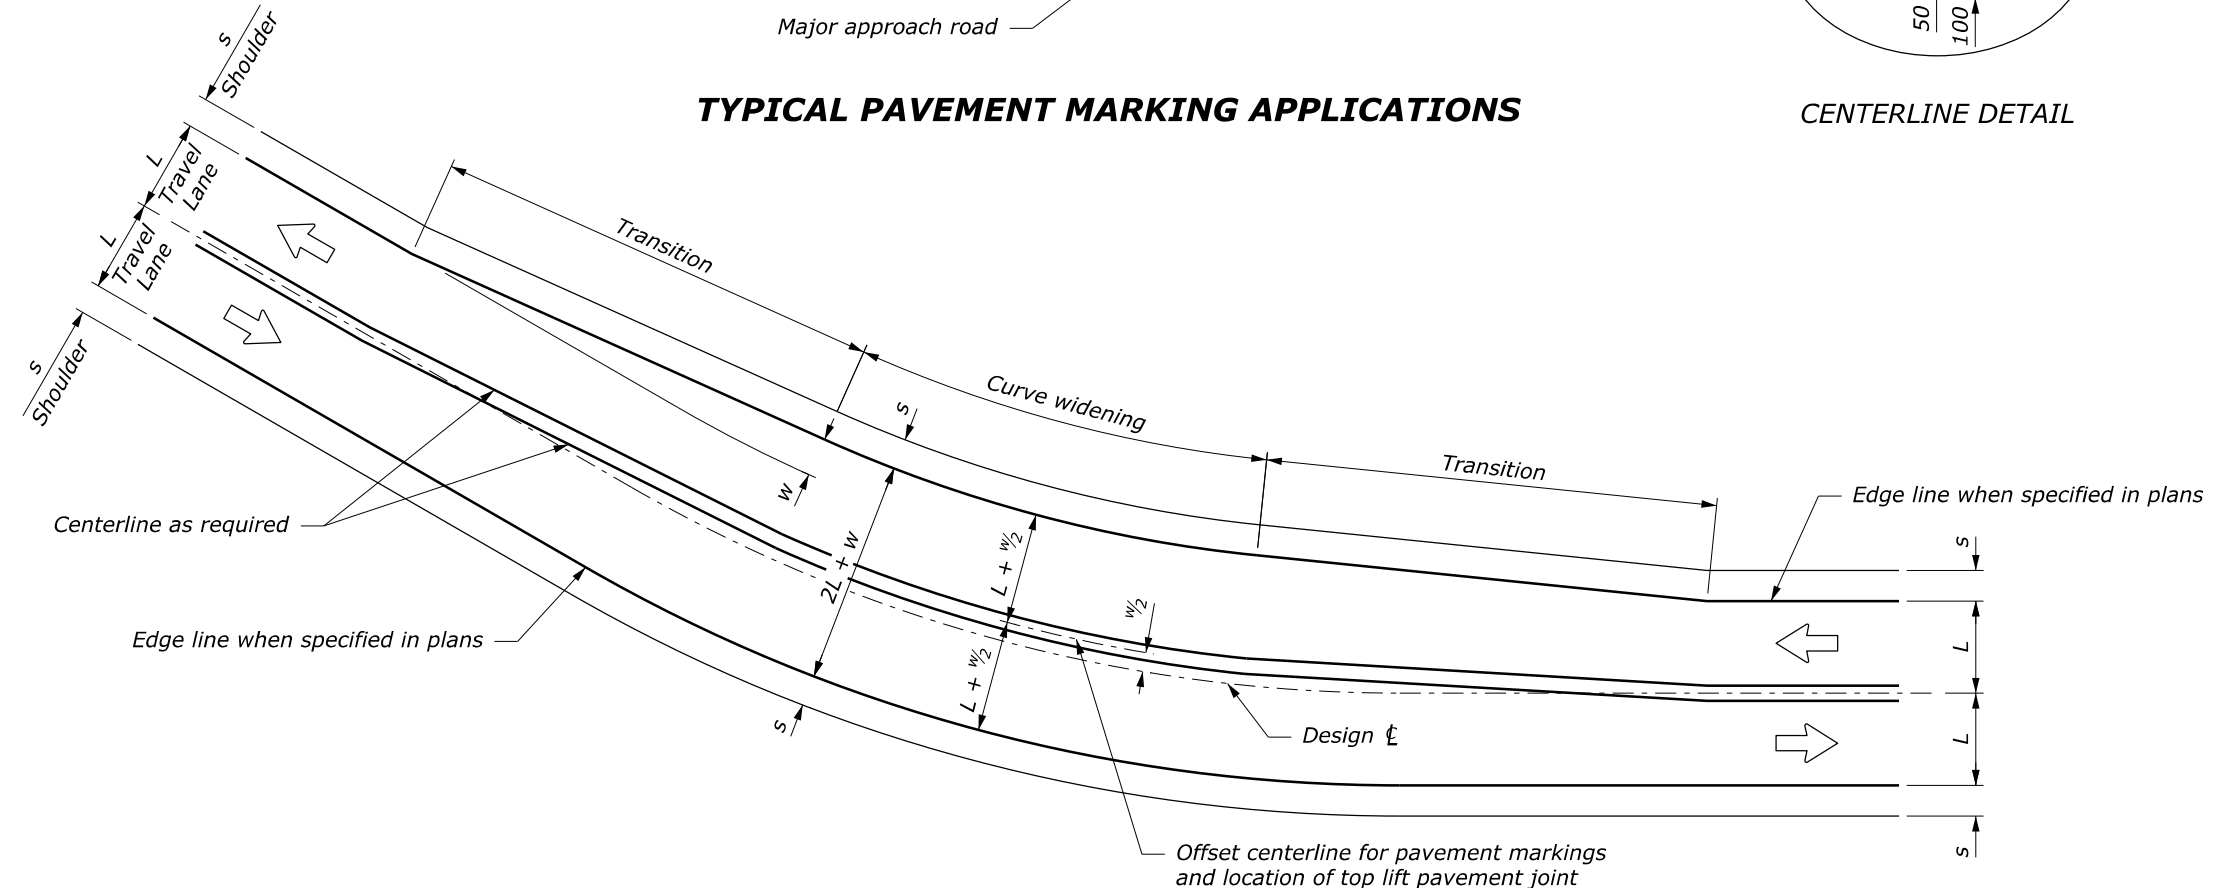 Major approach road
50
100
TYPICAL PAVEMENT MARKING APPLICATIONS
CENTERLINE DETAIL
s
Shoulder
L
Travel
Lane
L
Travel
Lane
s
Shoulder
Transition
Curve widening
Transition
s
w
2L + w
L + w/2
L + w/2
w/2
s
Centerline as required
Edge line when specified in plans
Edge line when specified in plans
s
L
L
s
Design ℄
Offset centerline for pavement markings
and location of top lift pavement joint